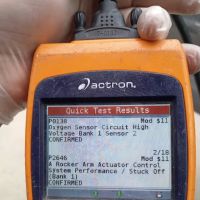 actron
Quick Test Results
P0138 Mod $11
Oxygen Sensor Circuit High
Voltage Bank 1 Sensor 2
CONFIRMED
2/18
P2646 Mod $11
A Rocker Arm Actuator Control
System Performance / Stuck Off
(Bank 1)
CONFIRMED